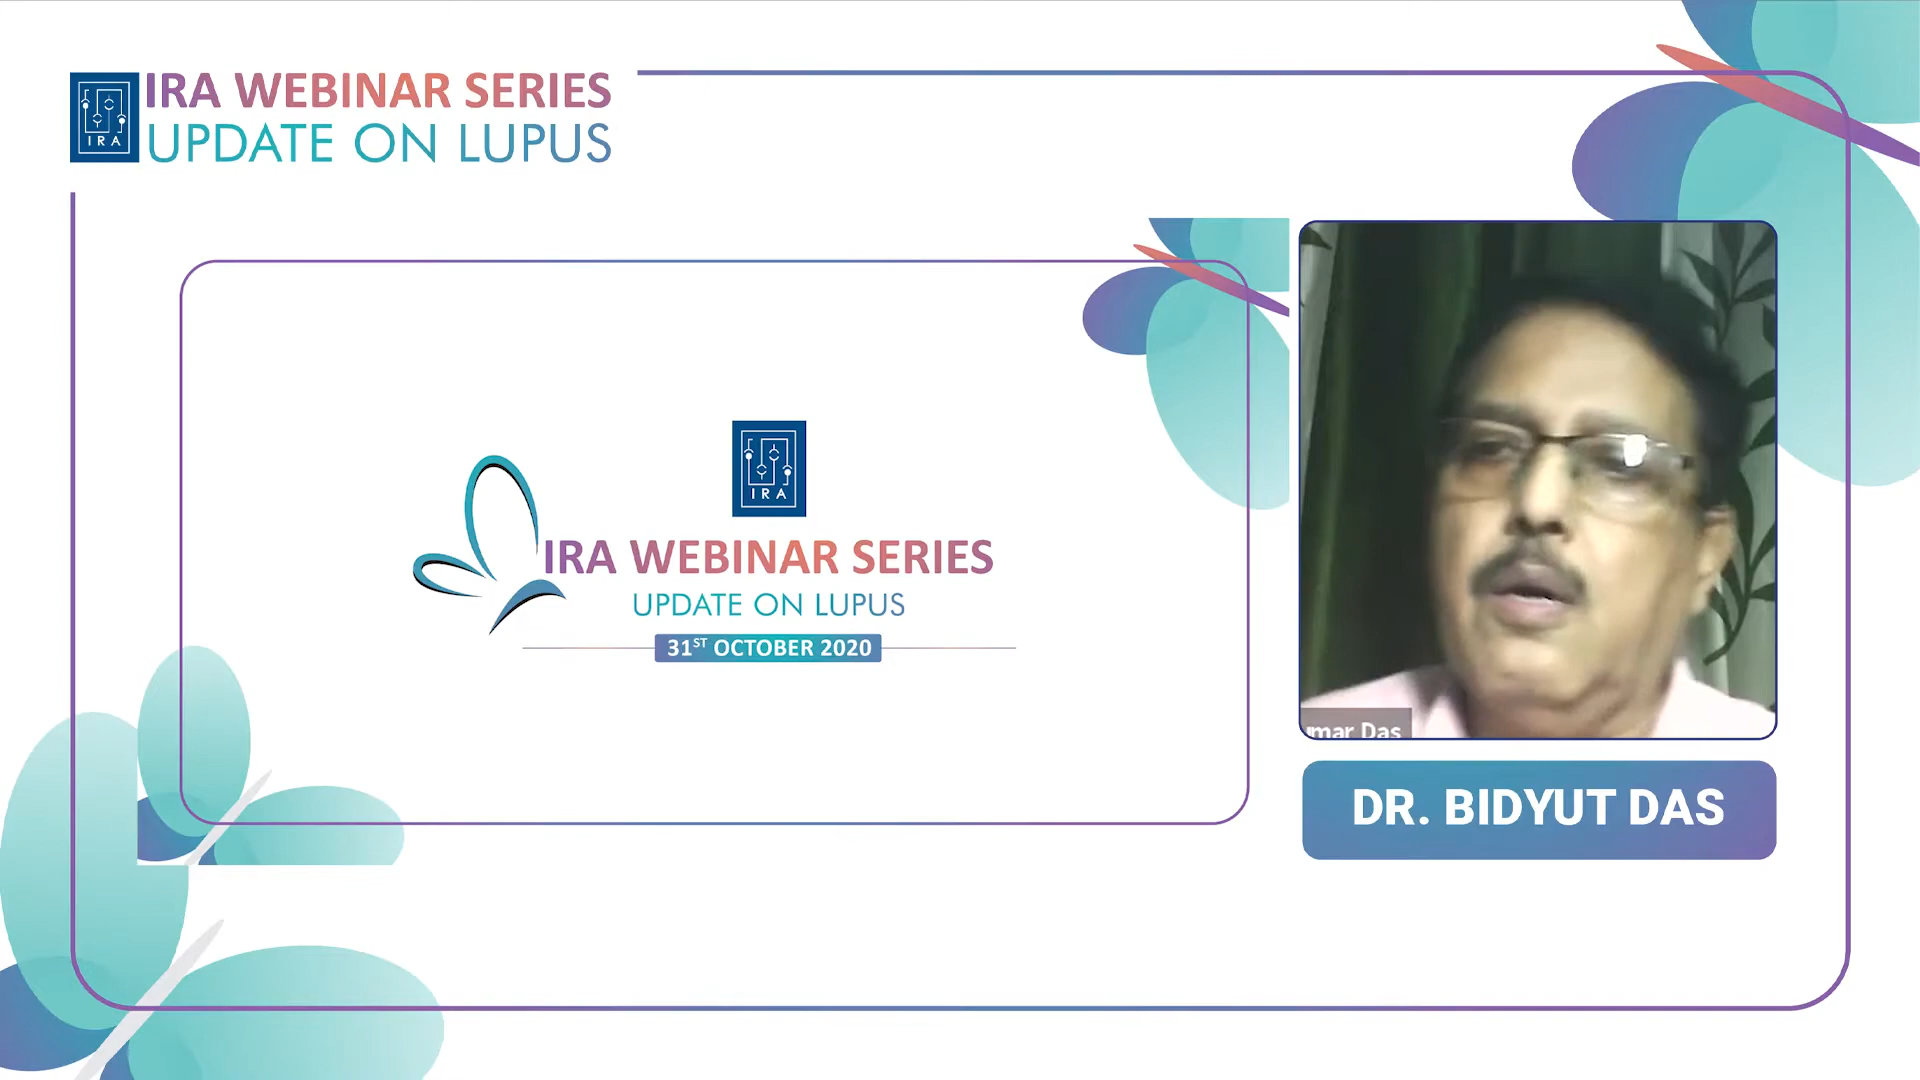 IRA WEBINAR SERIES
UPDATE ON LUPUS
IRA
IRA
IRA WEBINAR SERIES
UPDATE ON LUPUS
31ST OCTOBER 2020
mar Das
DR. BIDYUT DAS